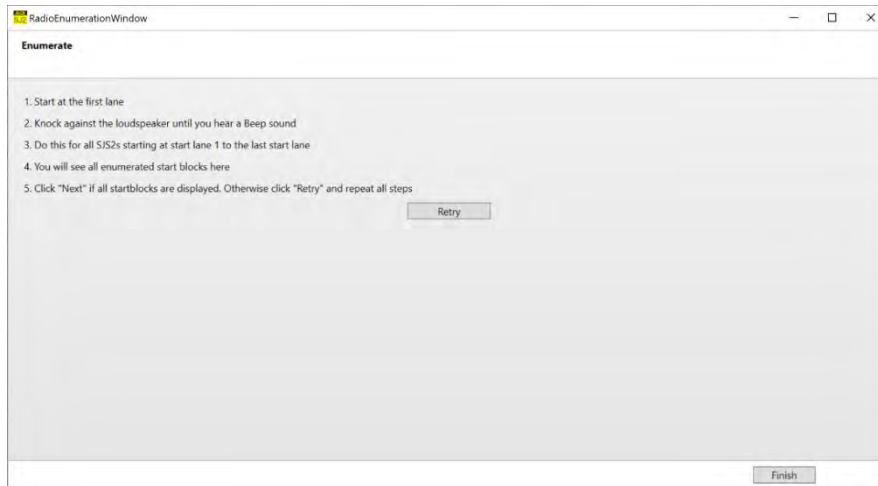 SJ2
RadioEnumerationWindow
Enumerate
1. Start at the first lane
2. Knock against the loudspeaker until you hear a Beep sound
3. Do this for all SJS2s starting at start lane 1 to the last start lane
4. You will see all enumerated start blocks here
5. Click "Next" if all startblocks are displayed. Otherwise click "Retry" and repeat all steps
Retry
Finish